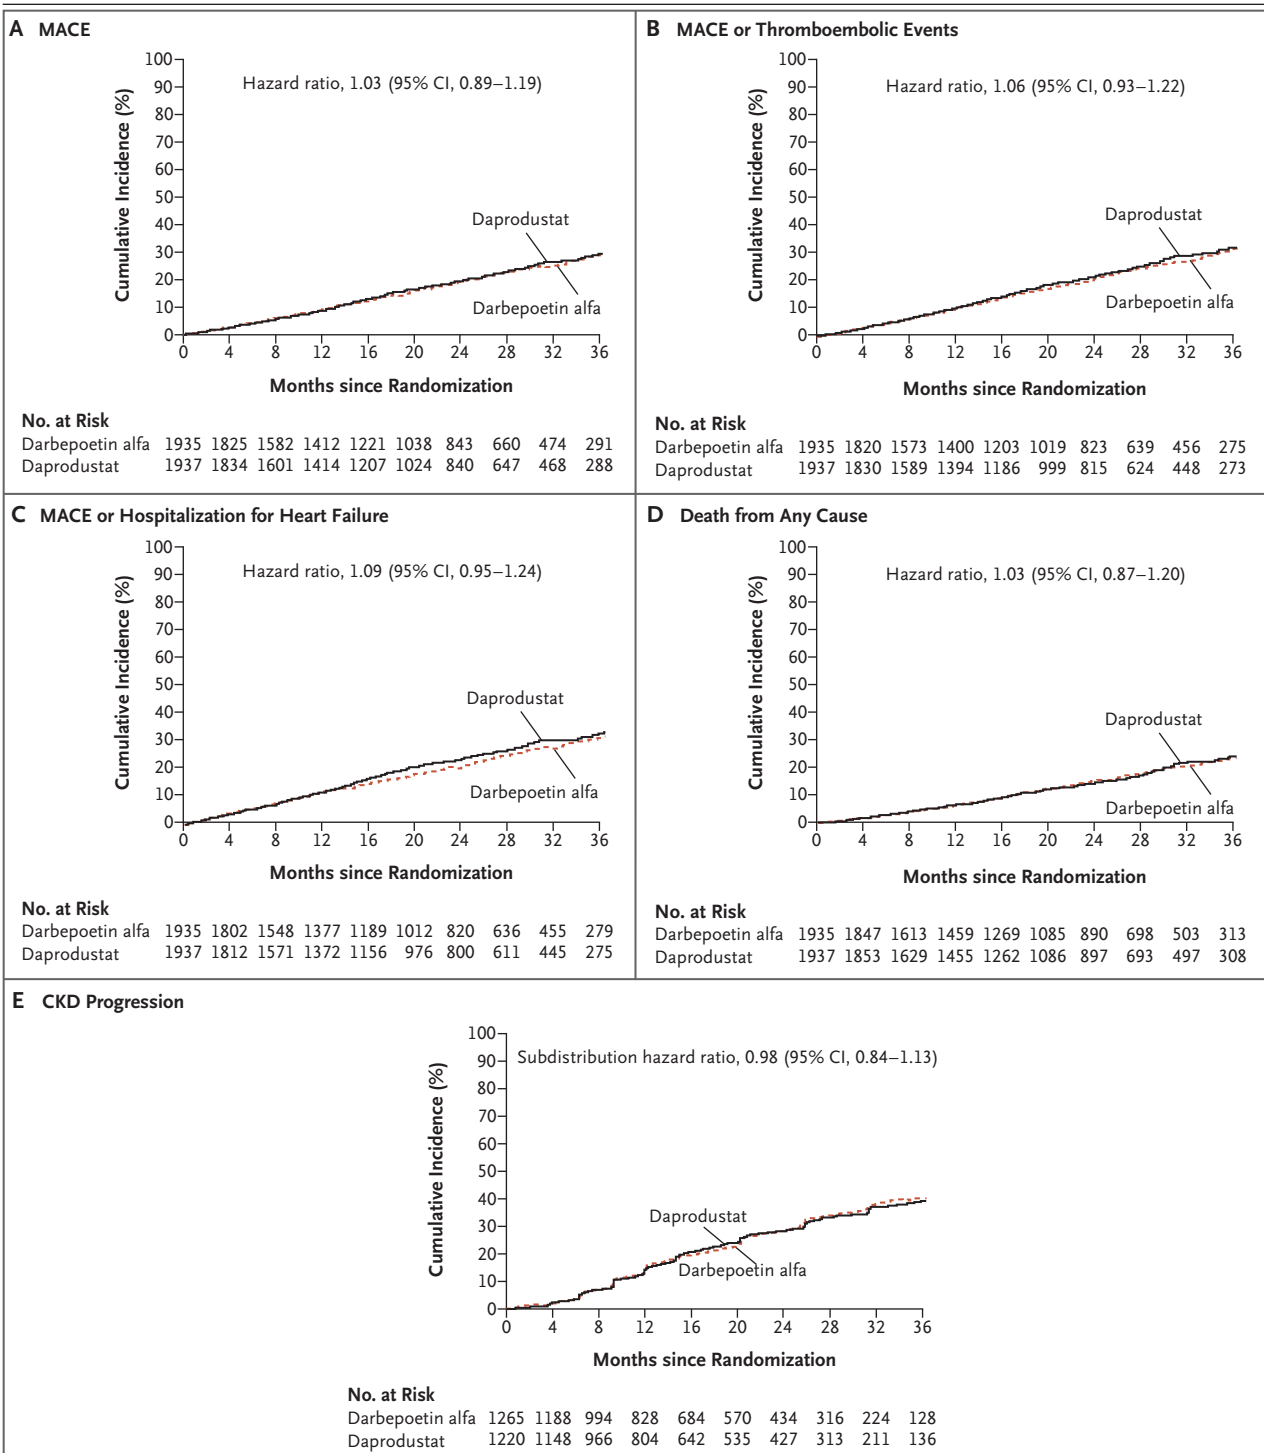 A MACE
Hazard ratio, 1.03 (95% CI, 0.89–1.19)
Cumulative Incidence (%)
100
90
80
70
60
50
40
30
20
10
0
Daprodustat
Darbepoetin alfa
0 4 8 12 16 20 24 28 32 36
Months since Randomization
No. at Risk
Darbepoetin alfa 1935 1825 1582 1412 1221 1038 843 660 474 291
Daprodustat 1937 1834 1601 1414 1207 1024 840 647 468 288
B MACE or Thromboembolic Events
Hazard ratio, 1.06 (95% CI, 0.93–1.22)
Cumulative Incidence (%)
100
90
80
70
60
50
40
30
20
10
0
Daprodustat
Darbepoetin alfa
0 4 8 12 16 20 24 28 32 36
Months since Randomization
No. at Risk
Darbepoetin alfa 1935 1820 1573 1400 1203 1019 823 639 456 275
Daprodustat 1937 1830 1589 1394 1186 999 815 624 448 273
C MACE or Hospitalization for Heart Failure
Hazard ratio, 1.09 (95% CI, 0.95–1.24)
Cumulative Incidence (%)
100
90
80
70
60
50
40
30
20
10
0
Daprodustat
Darbepoetin alfa
0 4 8 12 16 20 24 28 32 36
Months since Randomization
No. at Risk
Darbepoetin alfa 1935 1802 1548 1377 1189 1012 820 636 455 279
Daprodustat 1937 1812 1571 1372 1156 976 800 611 445 275
D Death from Any Cause
Hazard ratio, 1.03 (95% CI, 0.87–1.20)
Cumulative Incidence (%)
100
90
80
70
60
50
40
30
20
10
0
Daprodustat
Darbepoetin alfa
0 4 8 12 16 20 24 28 32 36
Months since Randomization
No. at Risk
Darbepoetin alfa 1935 1847 1613 1459 1269 1085 890 698 503 313
Daprodustat 1937 1853 1629 1455 1262 1086 897 693 497 308
E CKD Progression
Subdistribution hazard ratio, 0.98 (95% CI, 0.84–1.13)
Cumulative Incidence (%)
100
90
80
70
60
50
40
30
20
10
0
Daprodustat
Darbepoetin alfa
0 4 8 12 16 20 24 28 32 36
Months since Randomization
No. at Risk
Darbepoetin alfa 1265 1188 994 828 684 570 434 316 224 128
Daprodustat 1220 1148 966 804 642 535 427 313 211 136